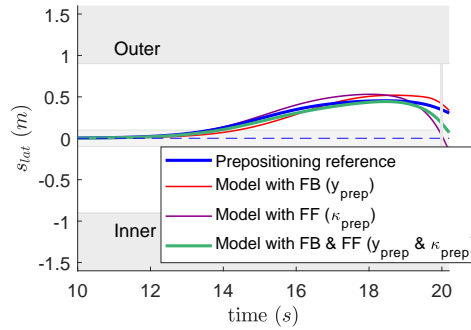 1.5
Outer
1
0.5
0
-0.5
-1
-1.5
s_lat (m)
Prepositioning reference
Model with FB (y_prep)
Model with FF (κ_prep)
Model with FB & FF (y_prep & κ_prep)
Inner
10 12 14 16 18 20
time (s)